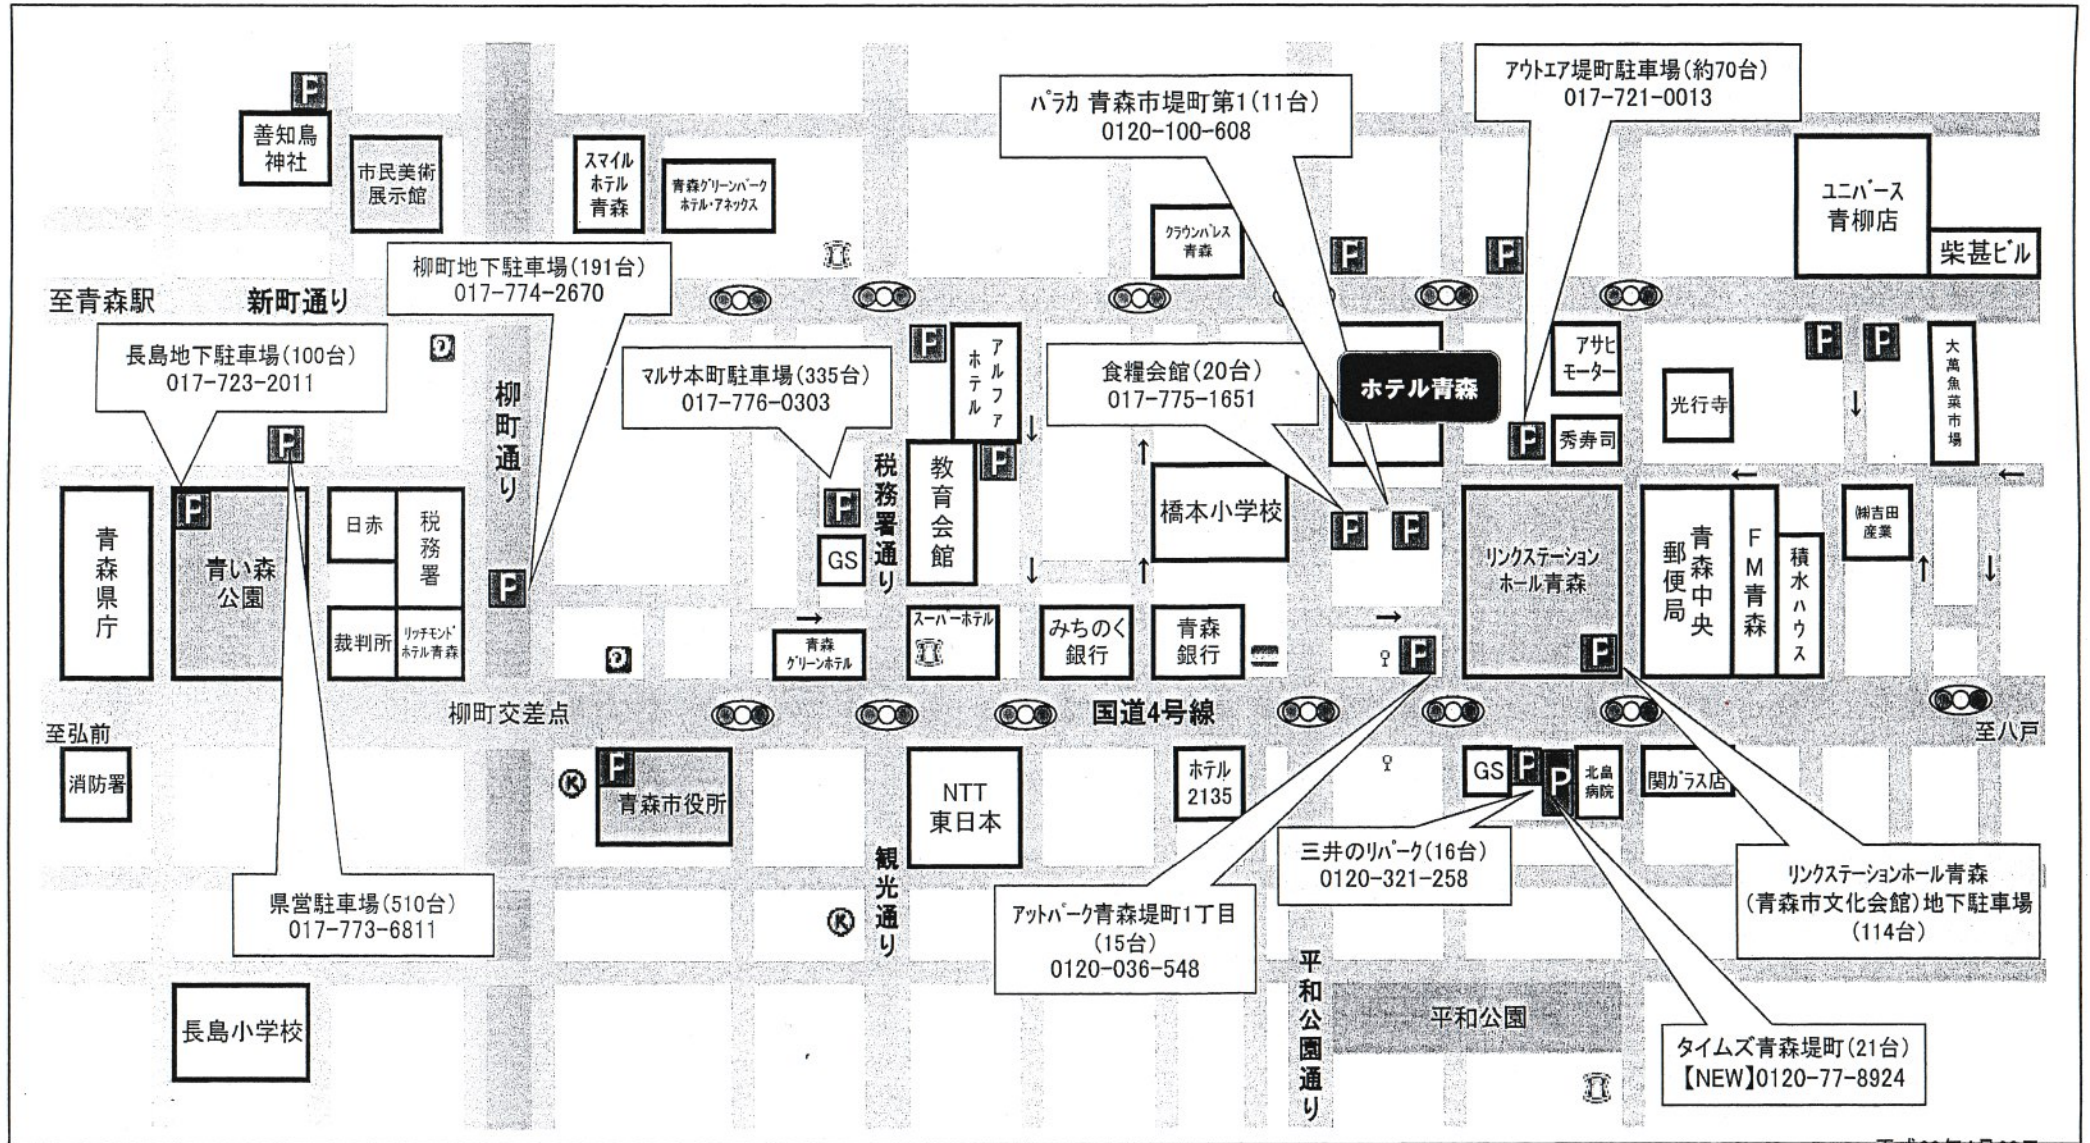 アウトエア堤町駐車場(約70台)
017-721-0013
パラカ 青森市堤町第1(11台)
0120-100-608
P
善知鳥
神社
市民美術
展示館
スマイル
ホテル
青森
青森グリーンパーク
ホテル・アネックス
クラウンパレス
青森
P
P
ユニバース
青柳店
柴甚ビル
柳町地下駐車場(191台)
017-774-2670
至青森駅
新町通り
長島地下駐車場(100台)
017-723-2011
マルサ本町駐車場(335台)
017-776-0303
P
アルファ
ホテル
食糧会館(20台)
017-775-1651
ホテル青森
アサヒ
モーター
光行寺
P
P
大萬魚菜市場
柳町通り
P
P
秀寿司
税務署通り
教育会館
P
青森県庁
P
青い森
公園
日赤
税務署
裁判所
リッチモンド
ホテル青森
P
P
GS
橋本小学校
P
P
リンクステーション
ホール青森
P
青森中央
郵便局
FM青森
積水ハウス
㈱吉田
産業
→
青森
グリーンホテル
スーパーホテル
みちのく
銀行
青森
銀行
→
P
柳町交差点
国道4号線
至弘前
至八戸
消防署
K
P
青森市役所
NTT
東日本
ホテル
2135
GS
P
P
北畠
病院
関ガラス店
三井のリパーク(16台)
0120-321-258
リンクステーションホール青森
(青森市文化会館)地下駐車場
(114台)
県営駐車場(510台)
017-773-6811
K
観光通り
アットパーク青森堤町1丁目
(15台)
0120-036-548
平和公園通り
平和公園
長島小学校
タイムズ青森堤町(21台)
【NEW】0120-77-8924